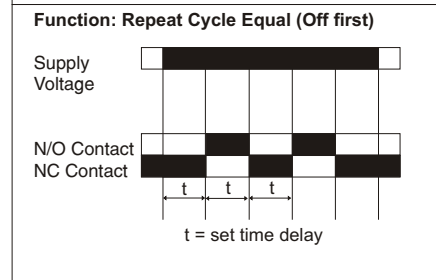 Function: Repeat Cycle Equal (Off first)
Supply
Voltage
N/O Contact
NC Contact
t t t
t = set time delay